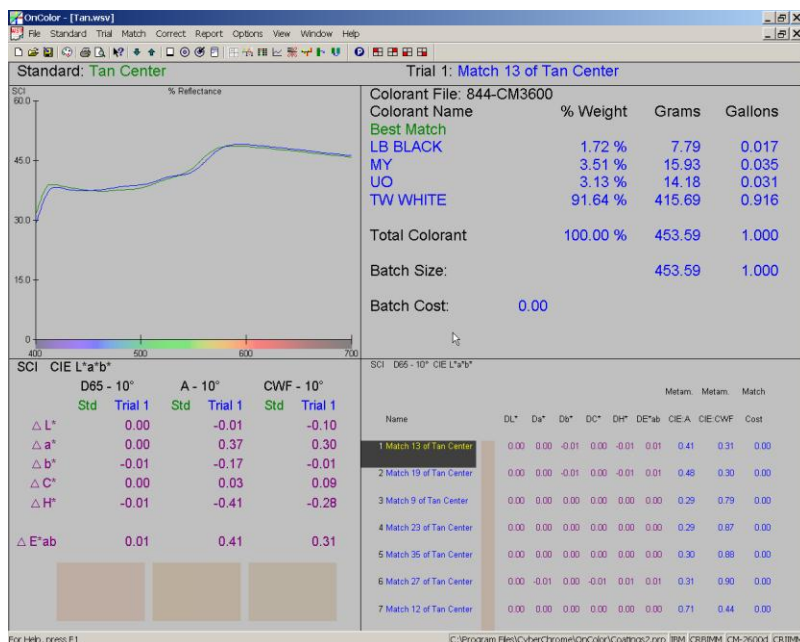 OnColor - [Tan.wsv]
File Standard Trial Match Correct Report Options View Window Help
Standard: Tan Center
Trial 1: Match 13 of Tan Center
SCI % Reflectance
60.0
45.0
30.0
15.0
0
400 500 600 700
Colorant File: 844-CM3600
Colorant Name % Weight Grams Gallons
Best Match
LB BLACK 1.72 % 7.79 0.017
MY 3.51 % 15.93 0.035
UO 3.13 % 14.18 0.031
TW WHITE 91.64 % 415.69 0.916
Total Colorant 100.00 % 453.59 1.000
Batch Size: 453.59 1.000
Batch Cost: 0.00
SCI CIE L*a*b*
D65 - 10° A - 10° CWF - 10°
Std Trial 1 Std Trial 1 Std Trial 1
△ L* 0.00 -0.01 -0.10
△ a* 0.00 0.37 0.30
△ b* -0.01 -0.17 -0.01
△ C* 0.00 0.03 0.09
△ H* -0.01 -0.41 -0.28
△ E*ab 0.01 0.41 0.31
SCI D65 - 10° CIE L*a*b*
Metam. Metam. Match
Name DL* Da* Db* DC* DH* DE*ab CIE:A CIE:CWF Cost
1 Match 13 of Tan Center 0.00 0.00 -0.01 0.00 -0.01 0.01 0.41 0.31 0.00
2 Match 19 of Tan Center 0.00 0.00 -0.01 0.00 -0.01 0.01 0.48 0.30 0.00
3 Match 9 of Tan Center 0.00 0.00 0.00 0.00 0.00 0.00 0.29 0.79 0.00
4 Match 23 of Tan Center 0.00 0.00 0.00 0.00 0.00 0.00 0.29 0.87 0.00
5 Match 35 of Tan Center 0.00 0.00 0.00 0.00 0.00 0.00 0.30 0.88 0.00
6 Match 27 of Tan Center 0.00 -0.01 0.00 -0.01 0.01 0.01 0.31 0.90 0.00
7 Match 12 of Tan Center 0.00 0.00 0.00 0.00 0.00 0.00 0.71 0.44 0.00
For Help, press F1
C:\Program Files\CyberChrome\OnColor\Coatings2.prp IBM CRBIMM CM-2600d CRIIMM